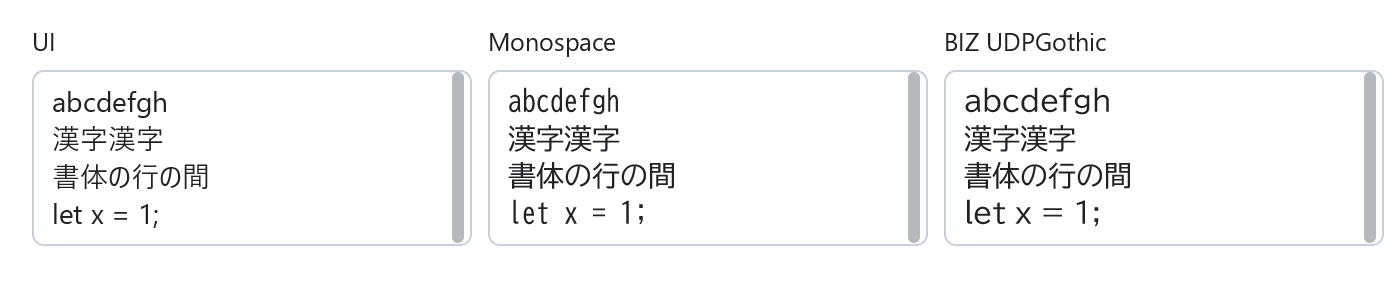 UI
abcdefgh
漢字漢字
書体の行の間
let x = 1;
Monospace
abcdefgh
漢字漢字
書体の行の間
let x = 1;
BIZ UDPGothic
abcdefgh
漢字漢字
書体の行の間
let x = 1;